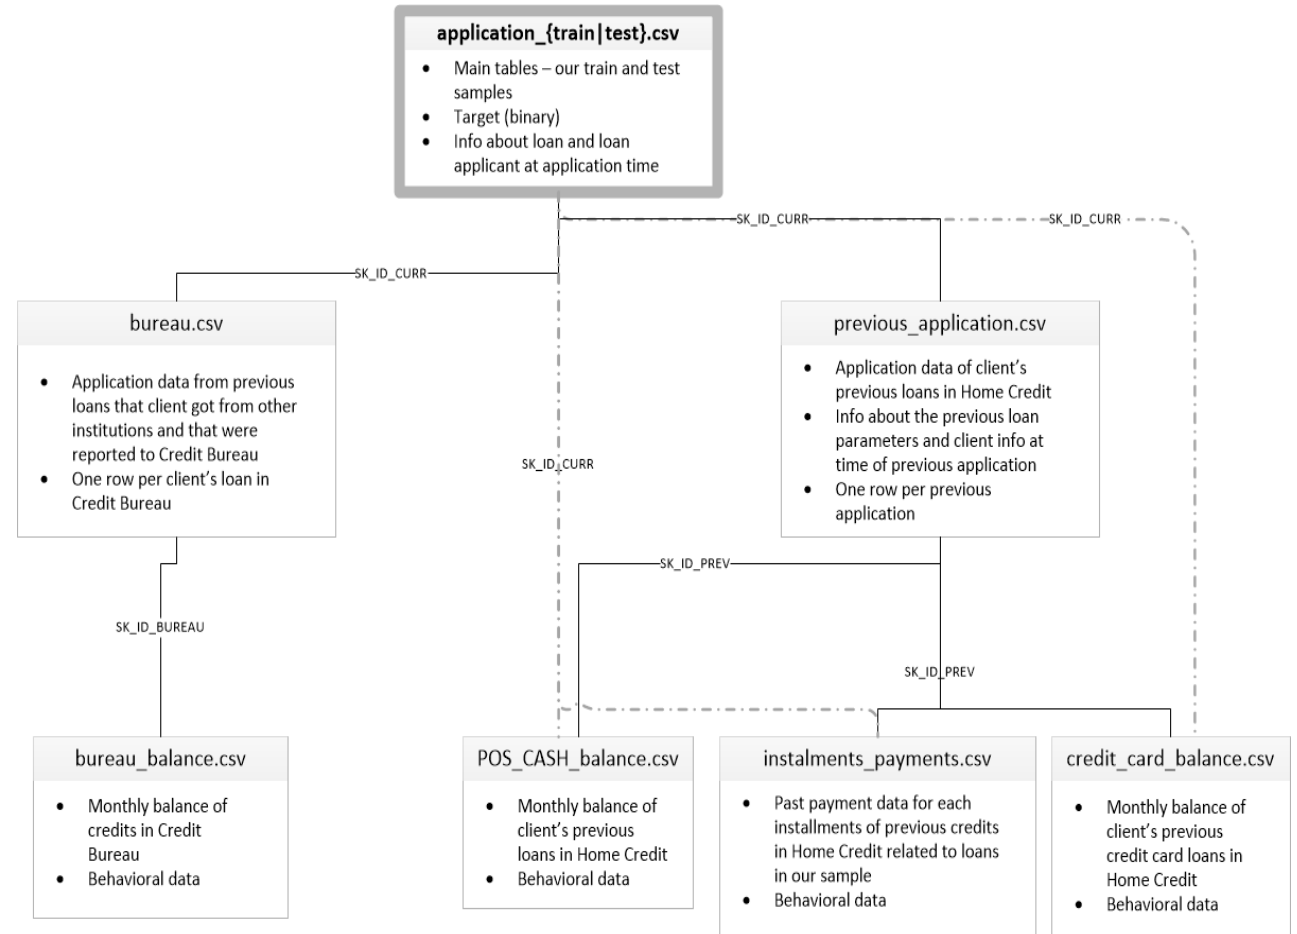 application_{train|test}.csv
• Main tables – our train and test
samples
• Target (binary)
• Info about loan and loan
applicant at application time
SK_ID_CURR
SK_ID_CURR
SK_ID_CURR
bureau.csv
• Application data from previous
loans that client got from other
institutions and that were
reported to Credit Bureau
• One row per client's loan in
Credit Bureau
previous_application.csv
• Application data of client's
previous loans in Home Credit
• Info about the previous loan
parameters and client info at
time of previous application
• One row per previous
application
SK_ID_CURR
SK_ID_PREV
SK_ID_BUREAU
SK_ID_PREV
bureau_balance.csv
• Monthly balance of
credits in Credit
Bureau
• Behavioral data
POS_CASH_balance.csv
• Monthly balance of
client's previous
loans in Home Credit
• Behavioral data
instalments_payments.csv
• Past payment data for each
installments of previous credits
in Home Credit related to loans
in our sample
• Behavioral data
credit_card_balance.csv
• Monthly balance of
client's previous
credit card loans in
Home Credit
• Behavioral data